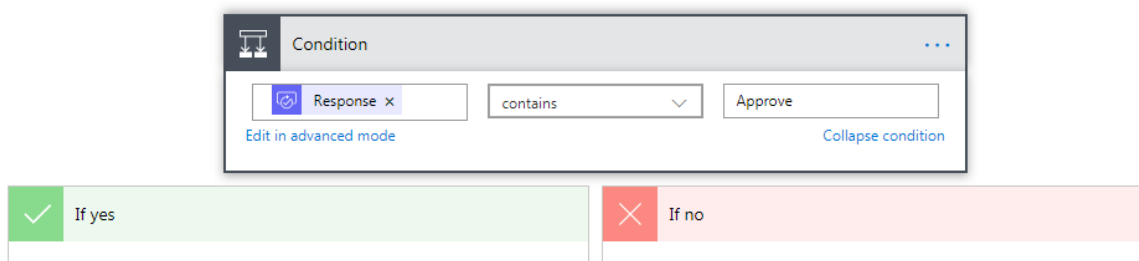 Condition
Response x contains Approve
Edit in advanced mode Collapse condition
If yes If no